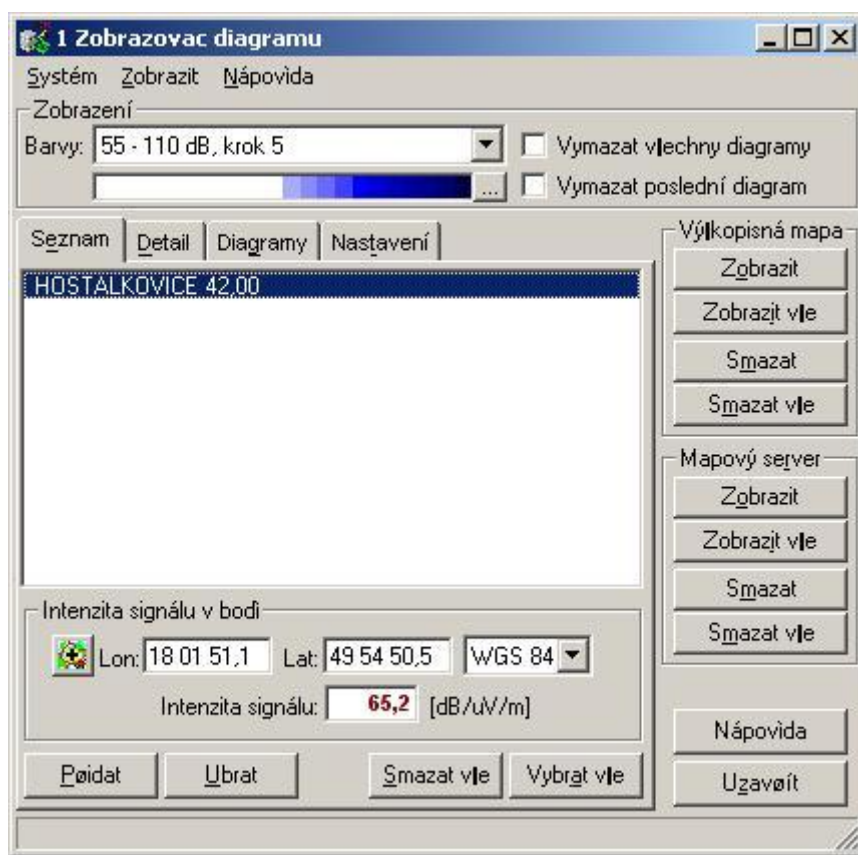 1 Zobrazovac diagramu
Systém Zobrazit Nápovìda
Zobrazení
Barvy: 55 - 110 dB, krok 5
Vymazat vlechny diagramy
...
Vymazat poslední diagram
Seznam Detail Diagramy Nastavení
HOSTALKOVICE 42,00
Výlkopisná mapa
Zobrazit
Zobrazit vle
Smazat
Smazat vle
Mapový server
Zobrazit
Zobrazit vle
Smazat
Smazat vle
Intenzita signálu v bodì
Lon: 18 01 51,1 Lat: 49 54 50,5 WGS 84
Intenzita signálu: 65,2 [dB/uV/m]
Pøidat Ubrat Smazat vle Vybrat vle
Nápovìda
Uzavøít